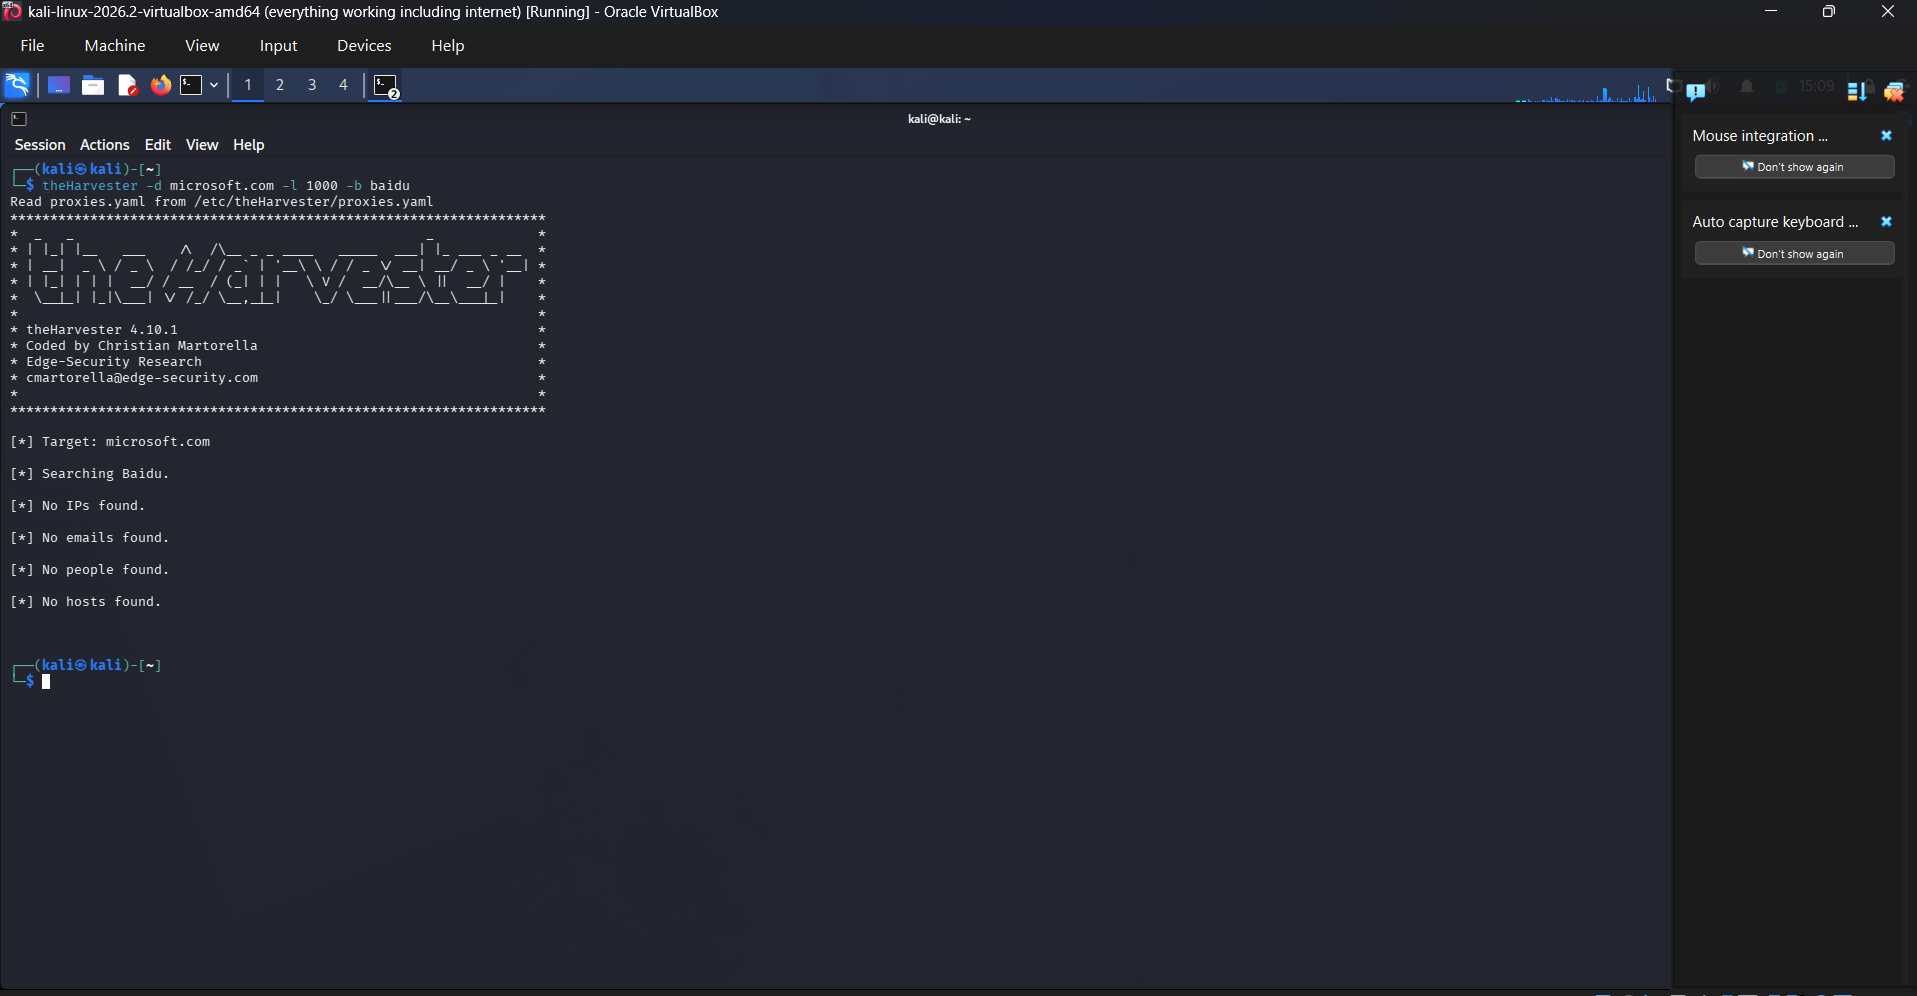 kali-linux-2026.2-virtualbox-amd64 (everything working including internet) [Running] - Oracle VirtualBox
File Machine View Input Devices Help
1 2 3 4 2
15:09
kali@kali: ~
Session Actions Edit View Help
┌──(kali㉿kali)-[~]
└─$ theHarvester -d microsoft.com -l 1000 -b baidu
Read proxies.yaml from /etc/theHarvester/proxies.yaml
*******************************************************************
theHarvester
* theHarvester 4.10.1 *
* Coded by Christian Martorella *
* Edge-Security Research *
* cmartorella@edge-security.com *
* *
*******************************************************************
[*] Target: microsoft.com
[*] Searching Baidu.
[*] No IPs found.
[*] No emails found.
[*] No people found.
[*] No hosts found.
┌──(kali㉿kali)-[~]
└─$
Mouse integration ...
Don't show again
Auto capture keyboard ...
Don't show again